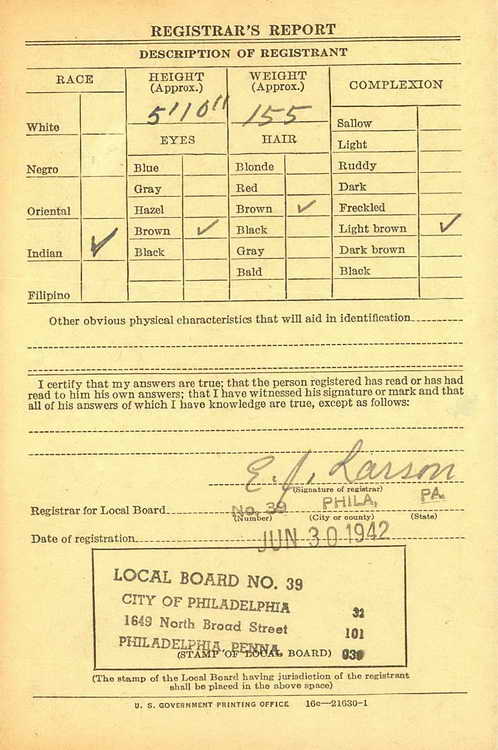 REGISTRAR'S REPORT
DESCRIPTION OF REGISTRANT
RACE
HEIGHT (Approx.)
WEIGHT (Approx.)
COMPLEXION
5'10"
155
EYES
HAIR
White
Negro
Oriental
Indian ✓
Filipino
Blue
Gray
Hazel
Brown ✓
Black
Blonde
Red
Brown ✓
Black
Gray
Bald
Sallow
Light
Ruddy
Dark
Freckled
Light brown ✓
Dark brown
Black
Other obvious physical characteristics that will aid in identification
I certify that my answers are true; that the person registered has read or has had
read to him his own answers; that I have witnessed his signature or mark and that
all of his answers of which I have knowledge are true, except as follows:
E. J. Larson
(Signature of registrar)
Registrar for Local Board No. 39 PHILA, PA.
(Number) (City or county) (State)
Date of registration JUN 30 1942
LOCAL BOARD NO. 39
CITY OF PHILADELPHIA 32
1649 North Broad Street 101
PHILADELPHIA, PENNA. 039
(STAMP OF LOCAL BOARD)
(The stamp of the Local Board having jurisdiction of the registrant
shall be placed in the above space)
U. S. GOVERNMENT PRINTING OFFICE 16c—21630-1